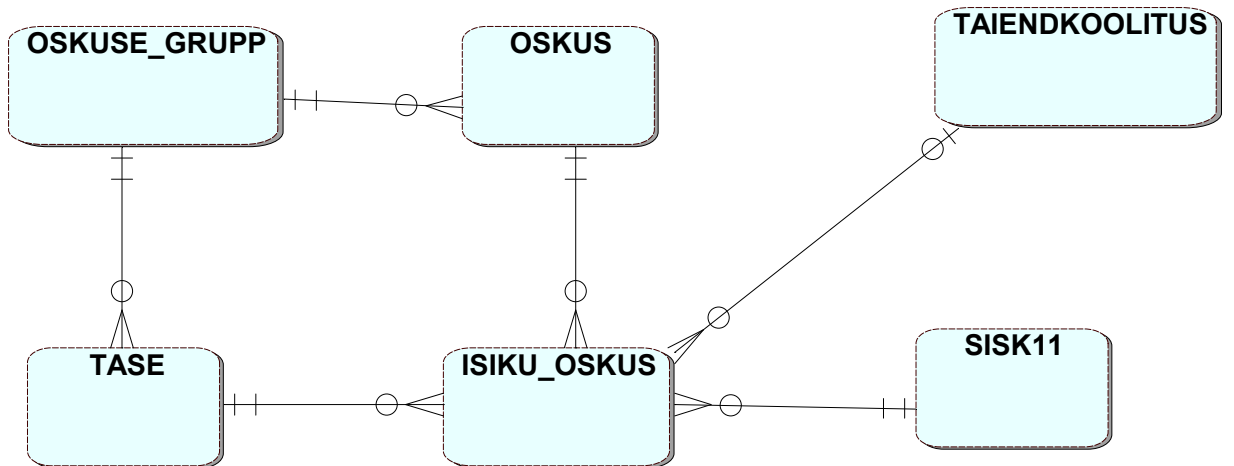 OSKUSE_GRUPP
OSKUS
TAIENDKOOLITUS
TASE
ISIKU_OSKUS
SISK11